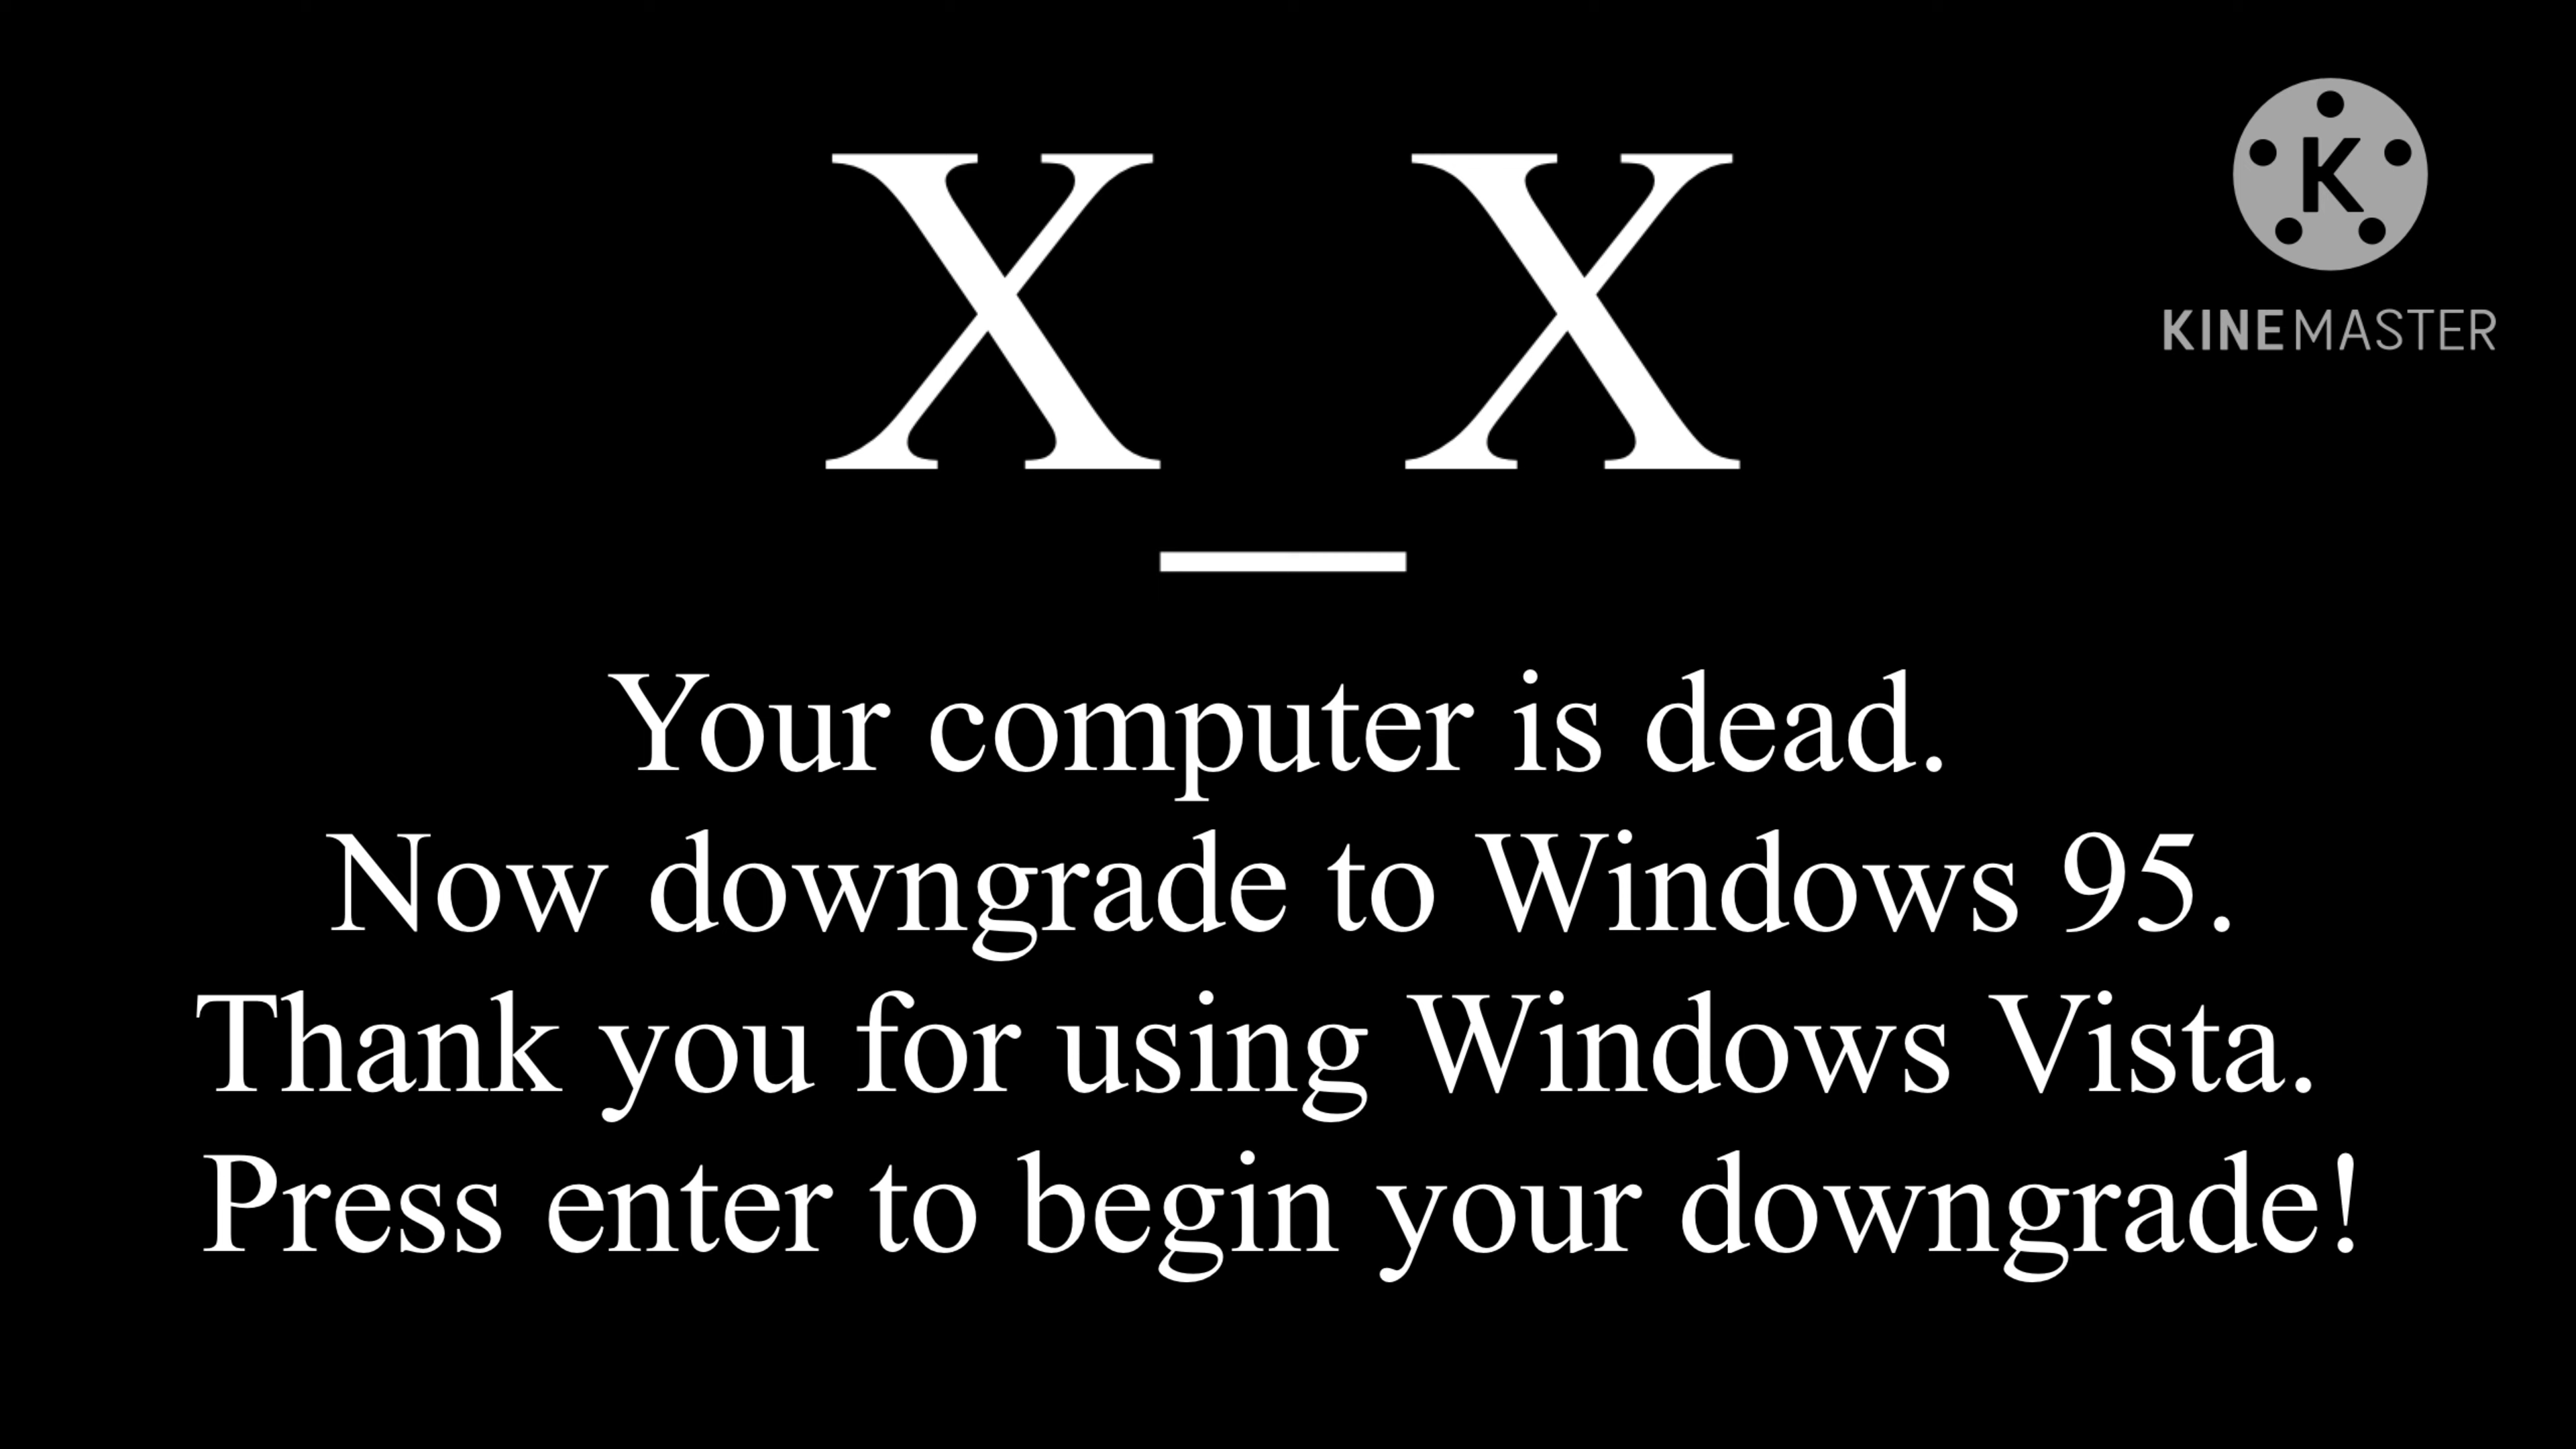 X_X
K
KINEMASTER
Your computer is dead.
Now downgrade to Windows 95.
Thank you for using Windows Vista.
Press enter to begin your downgrade!